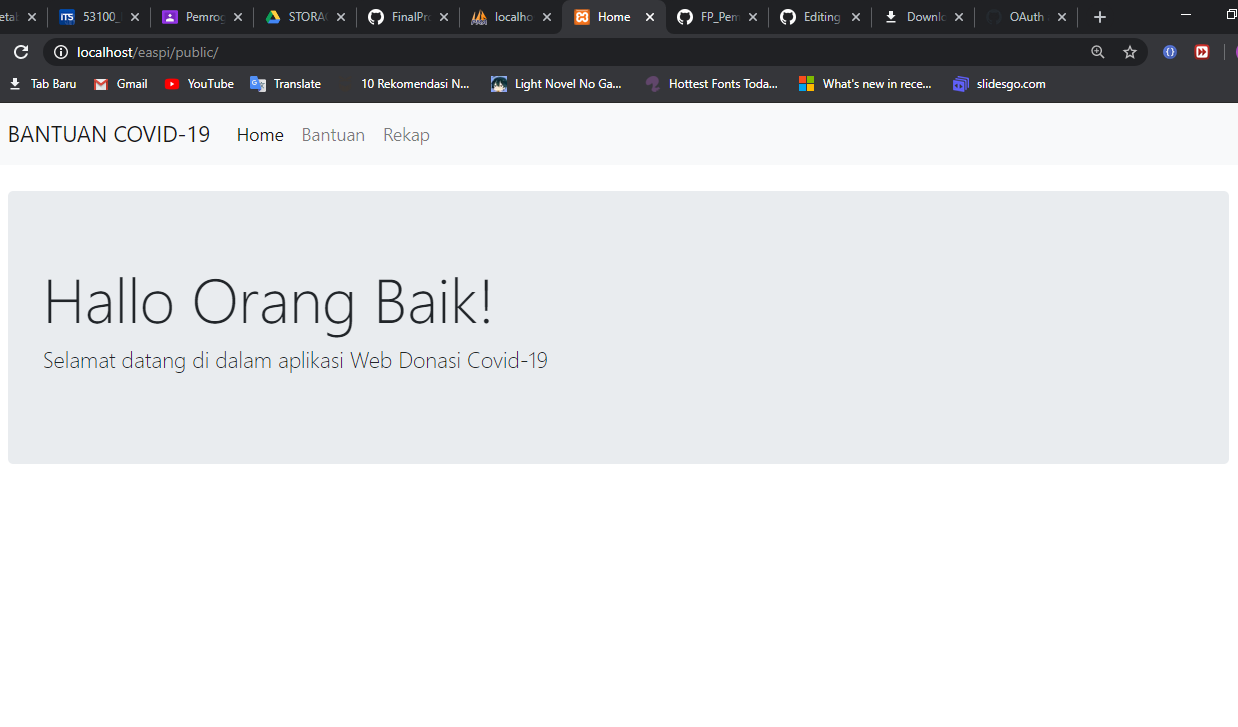 53100_
Pemrog
STORA
FinalPro
localho
Home
FP_Pem
Editing
Downlo
OAuth
localhost/easpi/public/
Tab Baru
Gmail
YouTube
Translate
10 Rekomendasi N...
Light Novel No Ga...
Hottest Fonts Toda...
What's new in rece...
slidesgo.com
BANTUAN COVID-19
Home
Bantuan
Rekap
Hallo Orang Baik!
Selamat datang di dalam aplikasi Web Donasi Covid-19